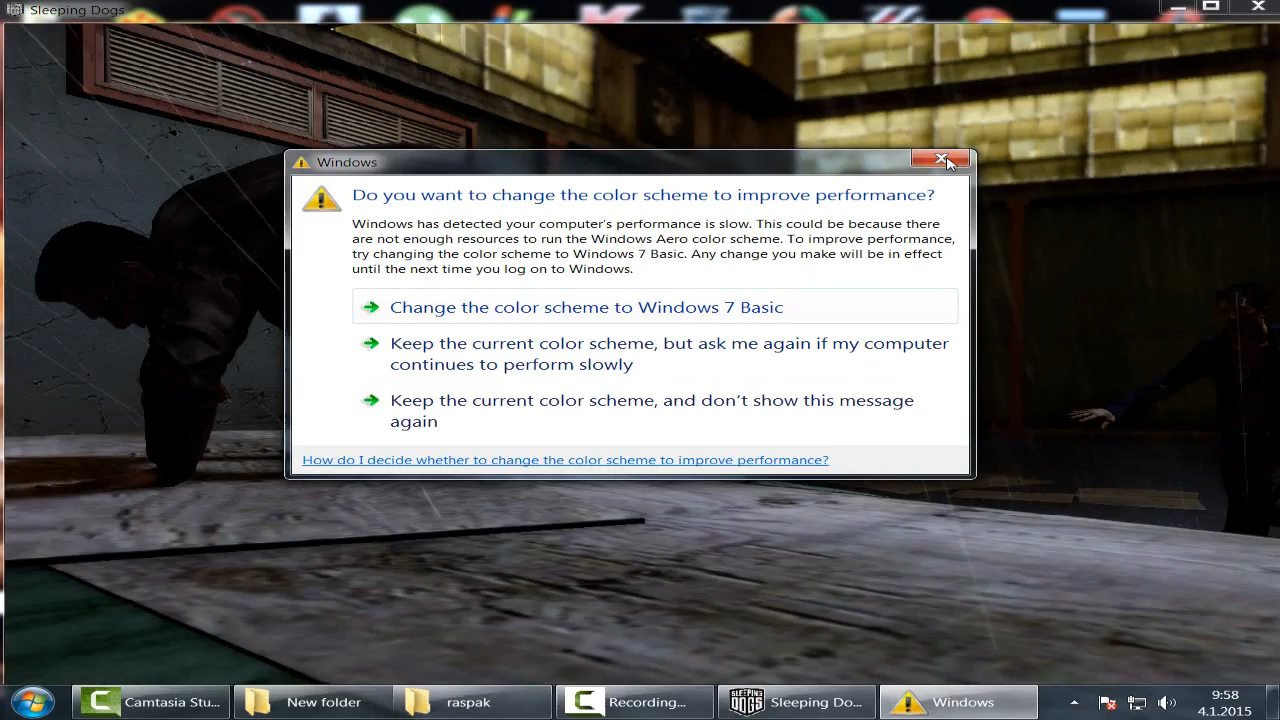 Sleeping Dogs
Windows
Do you want to change the color scheme to improve performance?
Windows has detected your computer's performance is slow. This could be because there
are not enough resources to run the Windows Aero color scheme. To improve performance,
try changing the color scheme to Windows 7 Basic. Any change you make will be in effect
until the next time you log on to Windows.
Change the color scheme to Windows 7 Basic
Keep the current color scheme, but ask me again if my computer
continues to perform slowly
Keep the current color scheme, and don't show this message
again
How do I decide whether to change the color scheme to improve performance?
Camtasia Stu...
New folder
raspak
Recording...
SLEEPING
DOGS
Sleeping Do...
Windows
9:58
4.1.2015